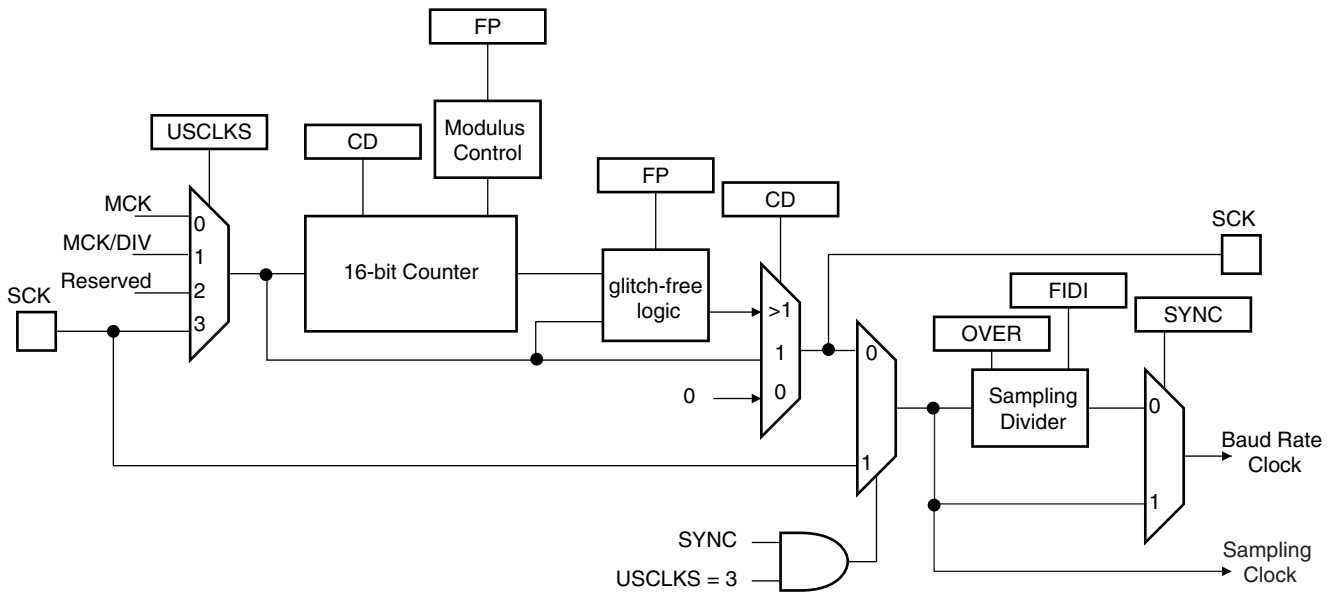 FP
Modulus
Control
USCLKS
CD
FP
CD
MCK
0
MCK/DIV
1
Reserved
2
SCK
3
16-bit Counter
glitch-free
logic
>1
1
0
0
SCK
FIDI
OVER
SYNC
0
1
Sampling
Divider
0
1
Baud Rate
Clock
SYNC
USCLKS = 3
Sampling
Clock